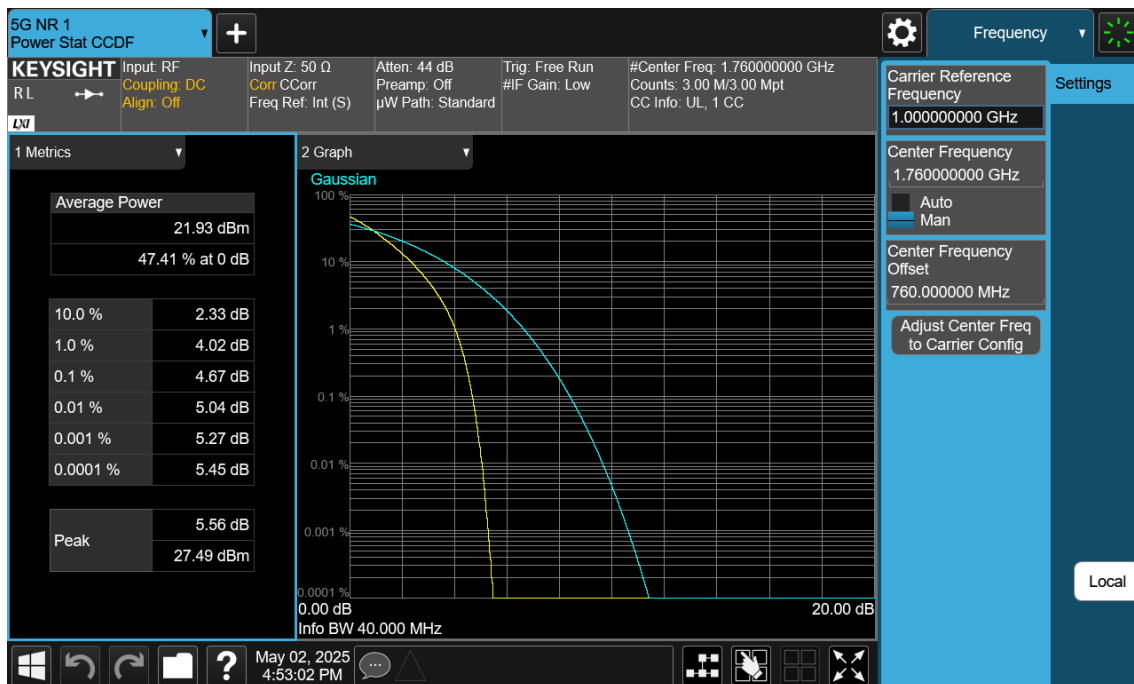 5G NR 1
Power Stat CCDF
+
Frequency
KEYSIGHT
RL
LXI
Input: RF
Coupling: DC
Align: Off
Input Z: 50 Ω
Corr CCorr
Freq Ref: Int (S)
Atten: 44 dB
Preamp: Off
µW Path: Standard
Trig: Free Run
#IF Gain: Low
#Center Freq: 1.760000000 GHz
Counts: 3.00 M/3.00 Mpt
CC Info: UL, 1 CC
1 Metrics
Average Power
21.93 dBm
47.41 % at 0 dB
10.0 % 2.33 dB
1.0 % 4.02 dB
0.1 % 4.67 dB
0.01 % 5.04 dB
0.001 % 5.27 dB
0.0001 % 5.45 dB
Peak
5.56 dB
27.49 dBm
2 Graph
Gaussian
100 %
10 %
1 %
0.1 %
0.01 %
0.001 %
0.0001 %
0.00 dB 20.00 dB
Info BW 40.000 MHz
Carrier Reference
Frequency
1.000000000 GHz
Center Frequency
1.760000000 GHz
Auto
Man
Center Frequency
Offset
760.000000 MHz
Adjust Center Freq
to Carrier Config
Settings
Local
?
May 02, 2025
4:53:02 PM